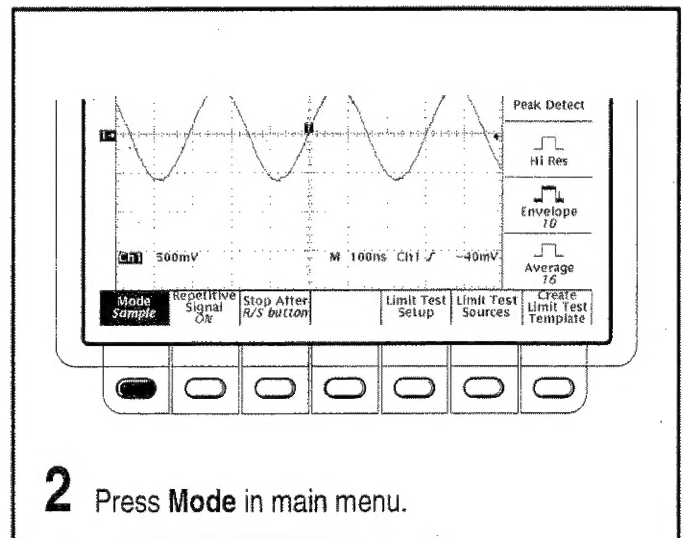 Peak Detect
Hi Res
Envelope
10
Average
16
Ch1 500mV M 100ns Ch1 -40mV
Mode
Sample
Repetitive
Signal
ON
Stop After
R/S button
Limit Test
Setup
Limit Test
Sources
Create
Limit Test
Template
2 Press Mode in main menu.